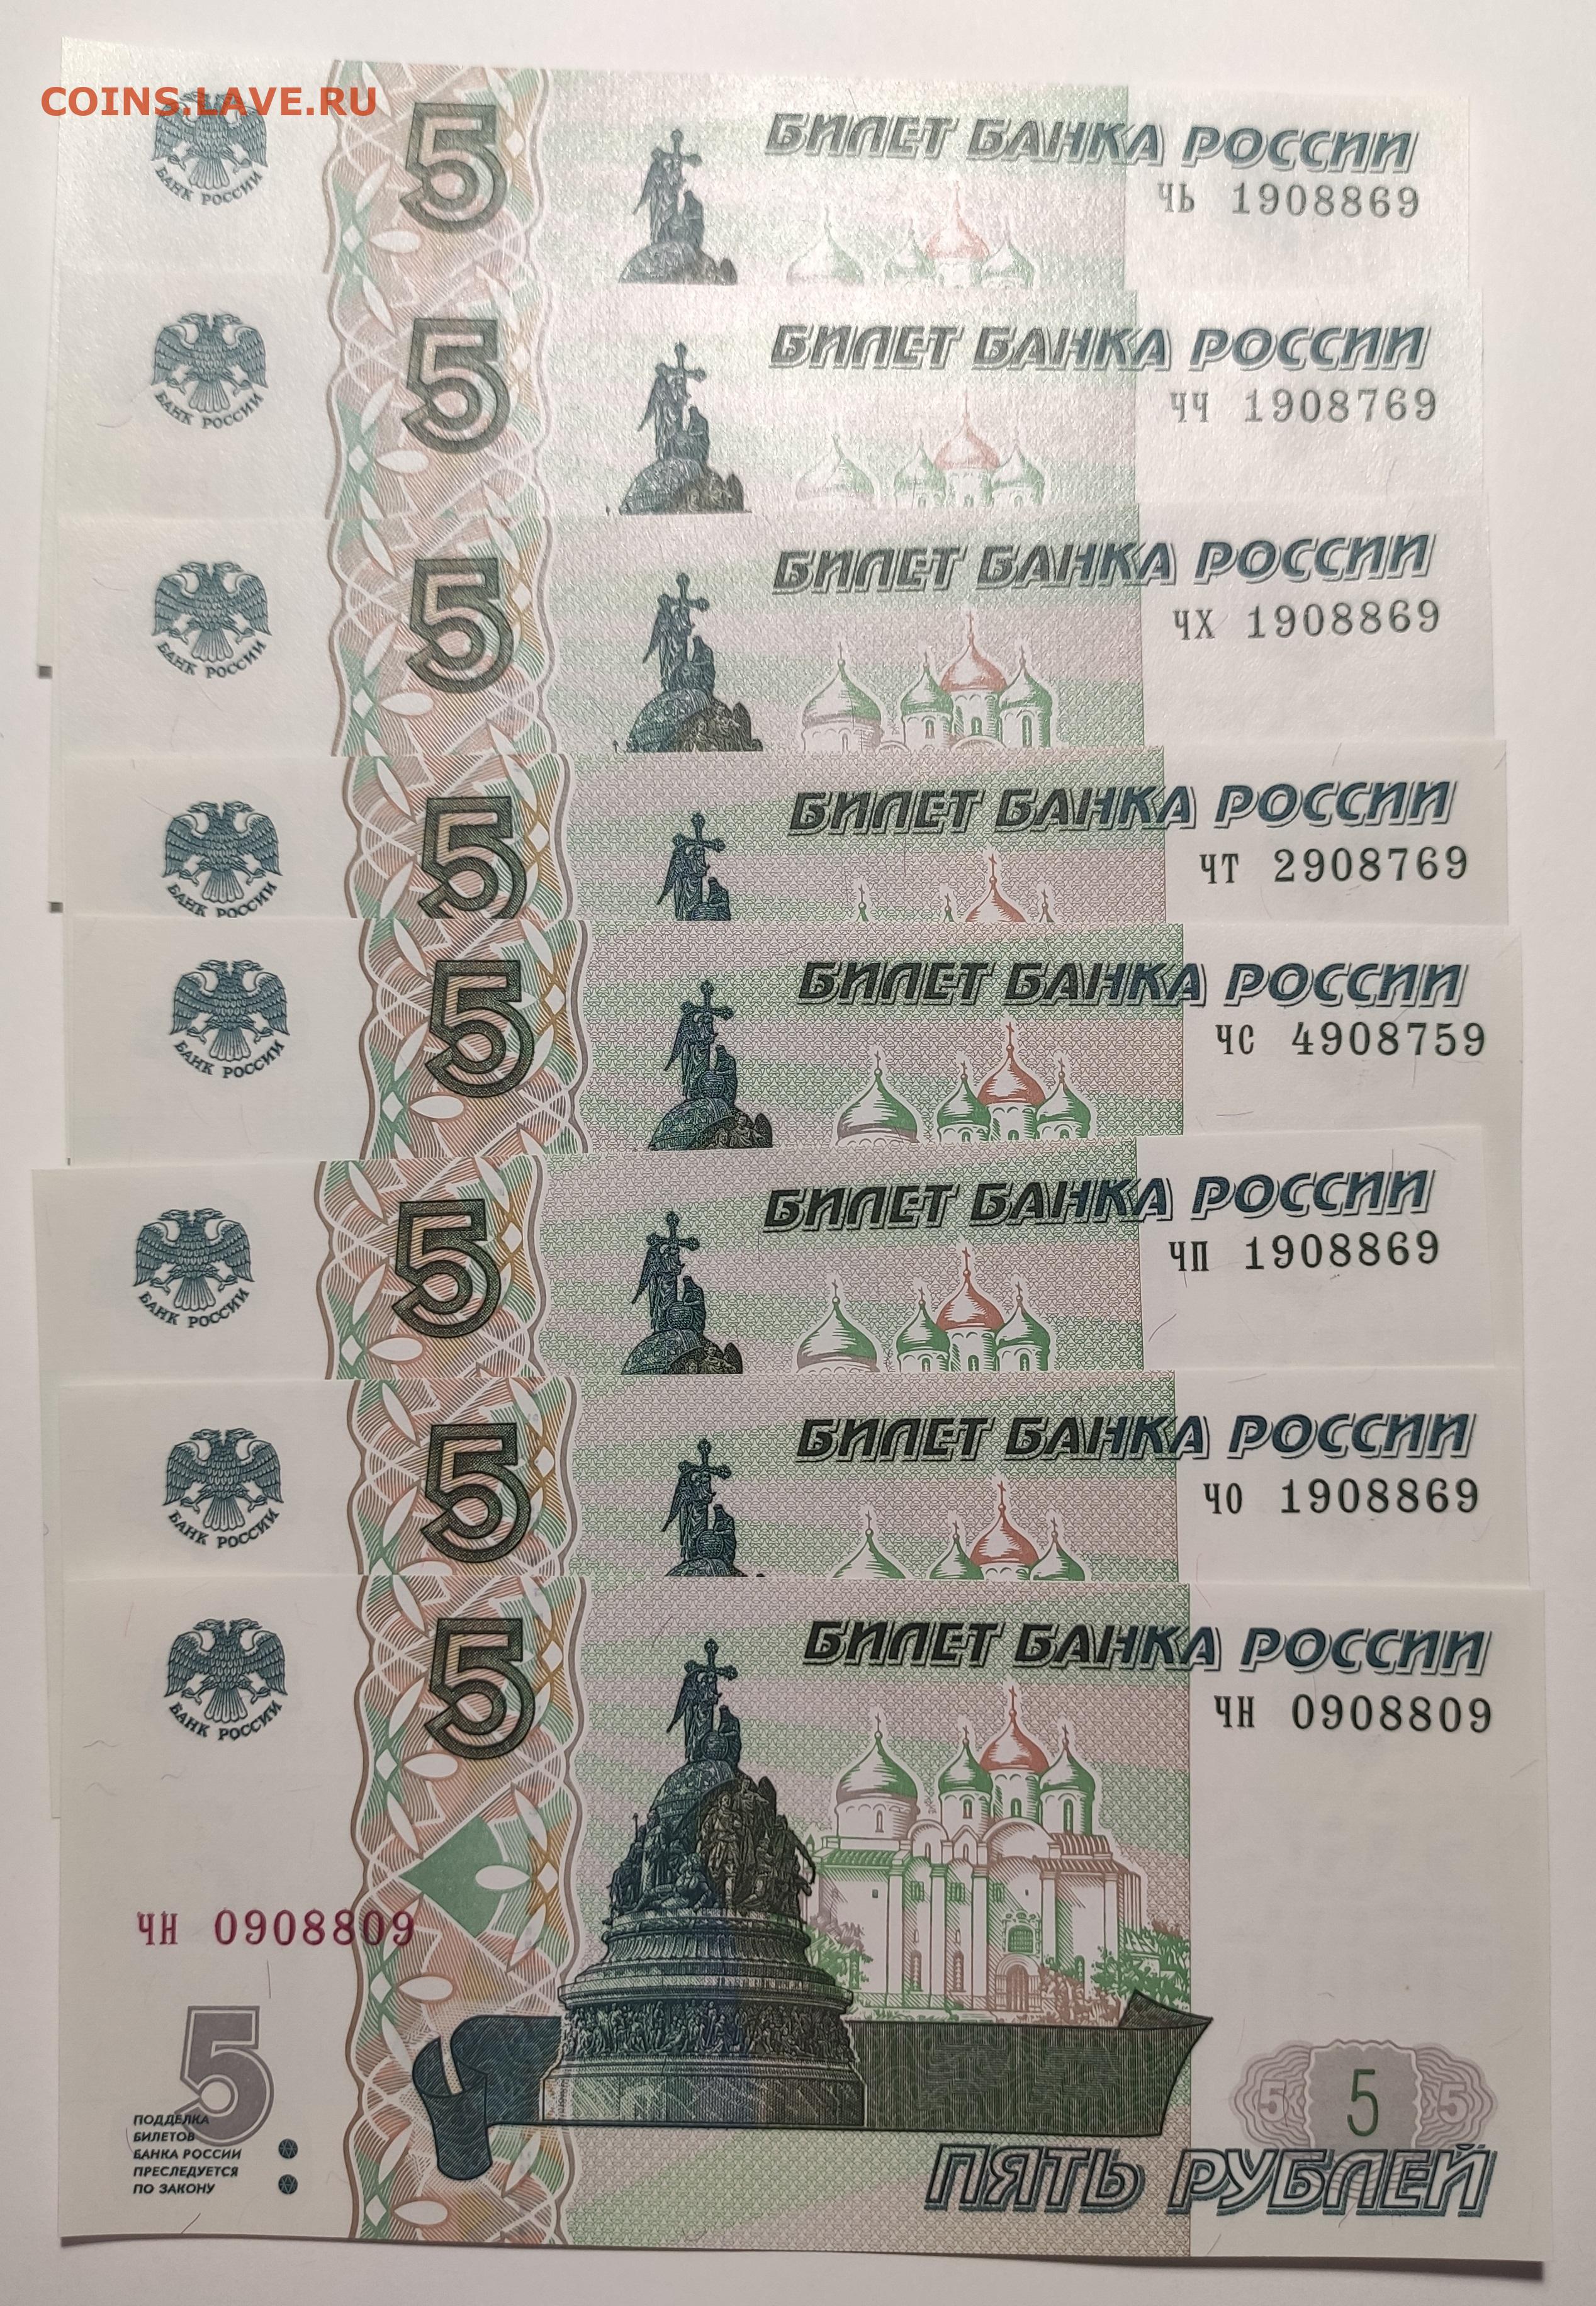 COINS.LAVE.RU
5
БИЛЕТ БАНКА РОССИИ
ЧЬ 1908869
БАНК РОССИИ
5
БИЛЕТ БАНКА РОССИИ
ЧЧ 1908769
БАНК РОССИИ
5
БИЛЕТ БАНКА РОССИИ
ЧХ 1908869
БАНК РОССИИ
5
БИЛЕТ БАНКА РОССИИ
ЧТ 2908769
БАНК РОССИИ
5
БИЛЕТ БАНКА РОССИИ
ЧС 4908759
БАНК РОССИИ
5
БИЛЕТ БАНКА РОССИИ
ЧП 1908869
БАНК РОССИИ
5
БИЛЕТ БАНКА РОССИИ
ЧО 1908869
БАНК РОССИИ
5
БИЛЕТ БАНКА РОССИИ
ЧН 0908809
БАНК РОССИИ
ЧН 0908809
5
5 5 5
ПОДДЕЛКА
БИЛЕТОВ
БАНКА РОССИИ
ПРЕСЛЕДУЕТСЯ
ПО ЗАКОНУ
ПЯТЬ РУБЛЕЙ